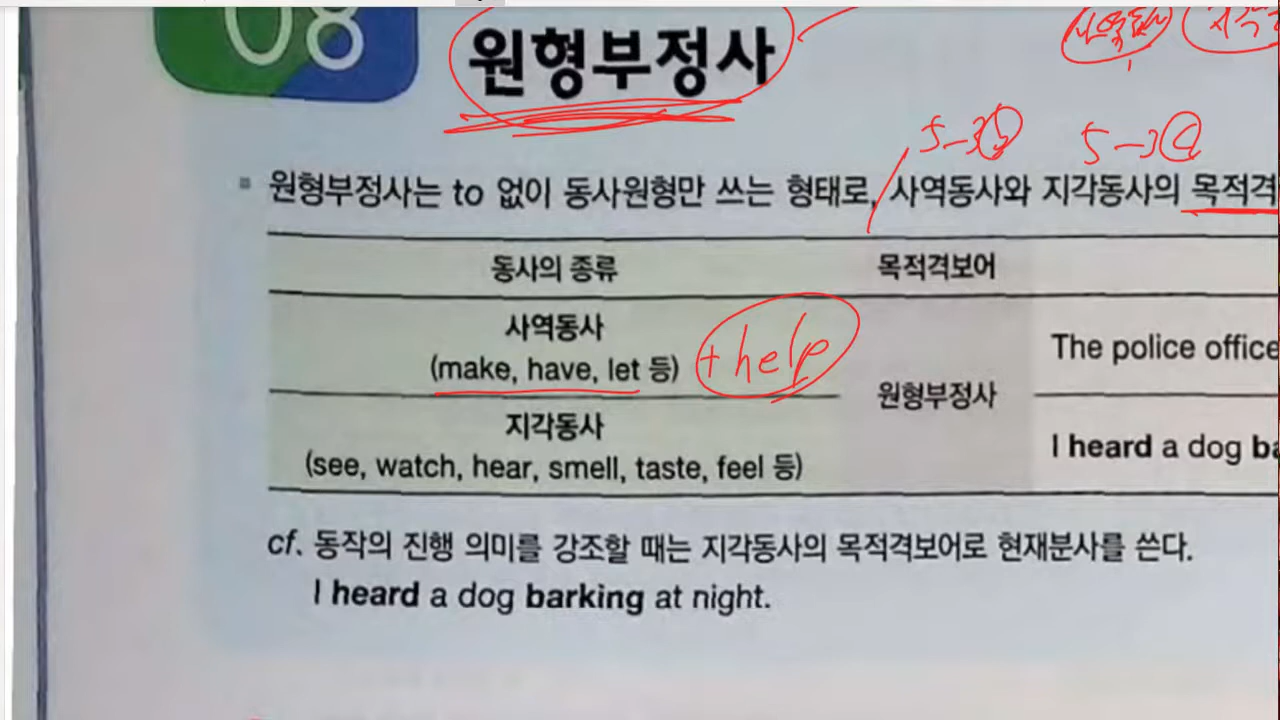 08 원형부정사
사역동사
5-3ⓑ 5-3ⓒ
원형부정사는 to 없이 동사원형만 쓰는 형태로, 사역동사와 지각동사의 목적격
동사의 종류 목적격보어
사역동사
(make, have, let 등) + help
The police office
원형부정사
지각동사
(see, watch, hear, smell, taste, feel 등)
I heard a dog ba
cf. 동작의 진행 의미를 강조할 때는 지각동사의 목적격보어로 현재분사를 쓴다.
I heard a dog barking at night.